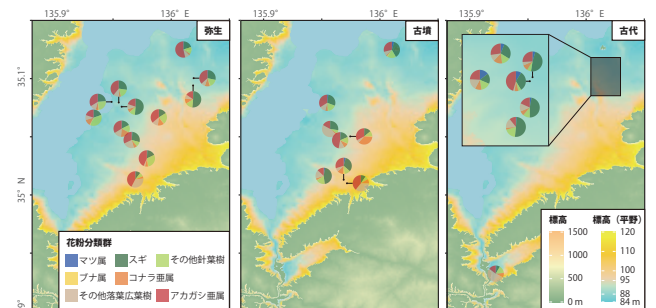 135.9° 136° E
弥生
135.9° 136° E
古墳
135.9° 136° E
古代
35.1°
35° N
9°
花粉分類群
マツ属 スギ その他針葉樹
ブナ属 コナラ亜属
その他落葉広葉樹 アカガシ亜属
標高 標高（平野）
1500 120
1000 110
100
500 95
88
0 m 84 m